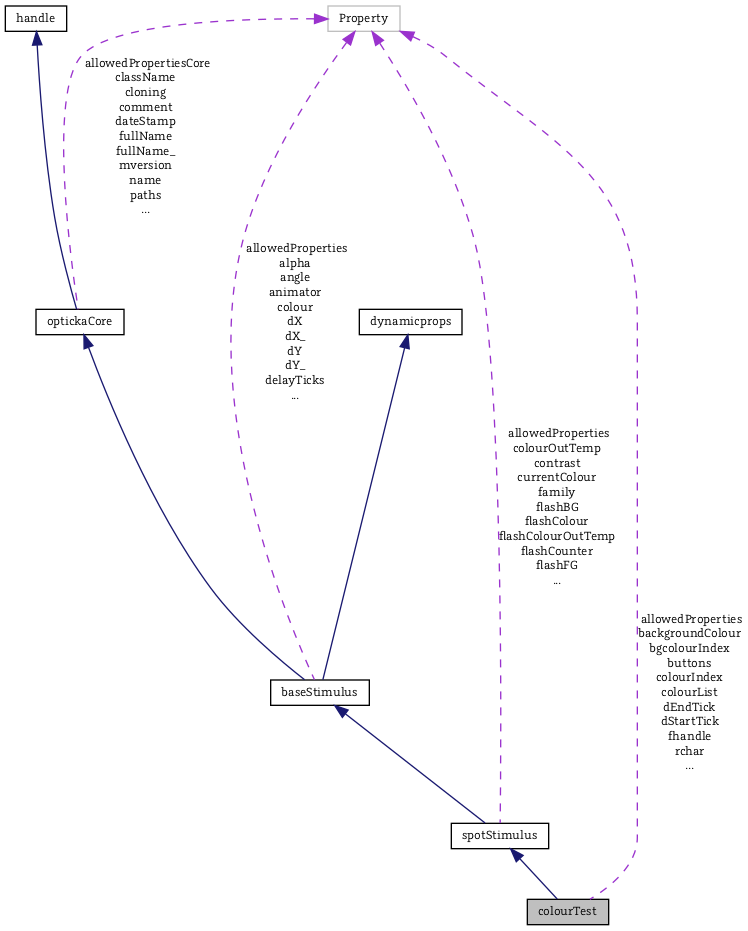 handle
Property
allowedPropertiesCore
className
cloning
comment
dateStamp
fullName
fullName_
mversion
name
paths
...
allowedProperties
alpha
angle
animator
colour
dX
dX_
dY
dY_
delayTicks
...
optickaCore
dynamicprops
allowedProperties
colourOutTemp
contrast
currentColour
family
flashBG
flashColour
flashColourOutTemp
flashCounter
flashFG
...
allowedProperties
backgroundColour
bgcolourIndex
buttons
colourIndex
colourList
dEndTick
dStartTick
fhandle
rchar
...
baseStimulus
spotStimulus
colourTest